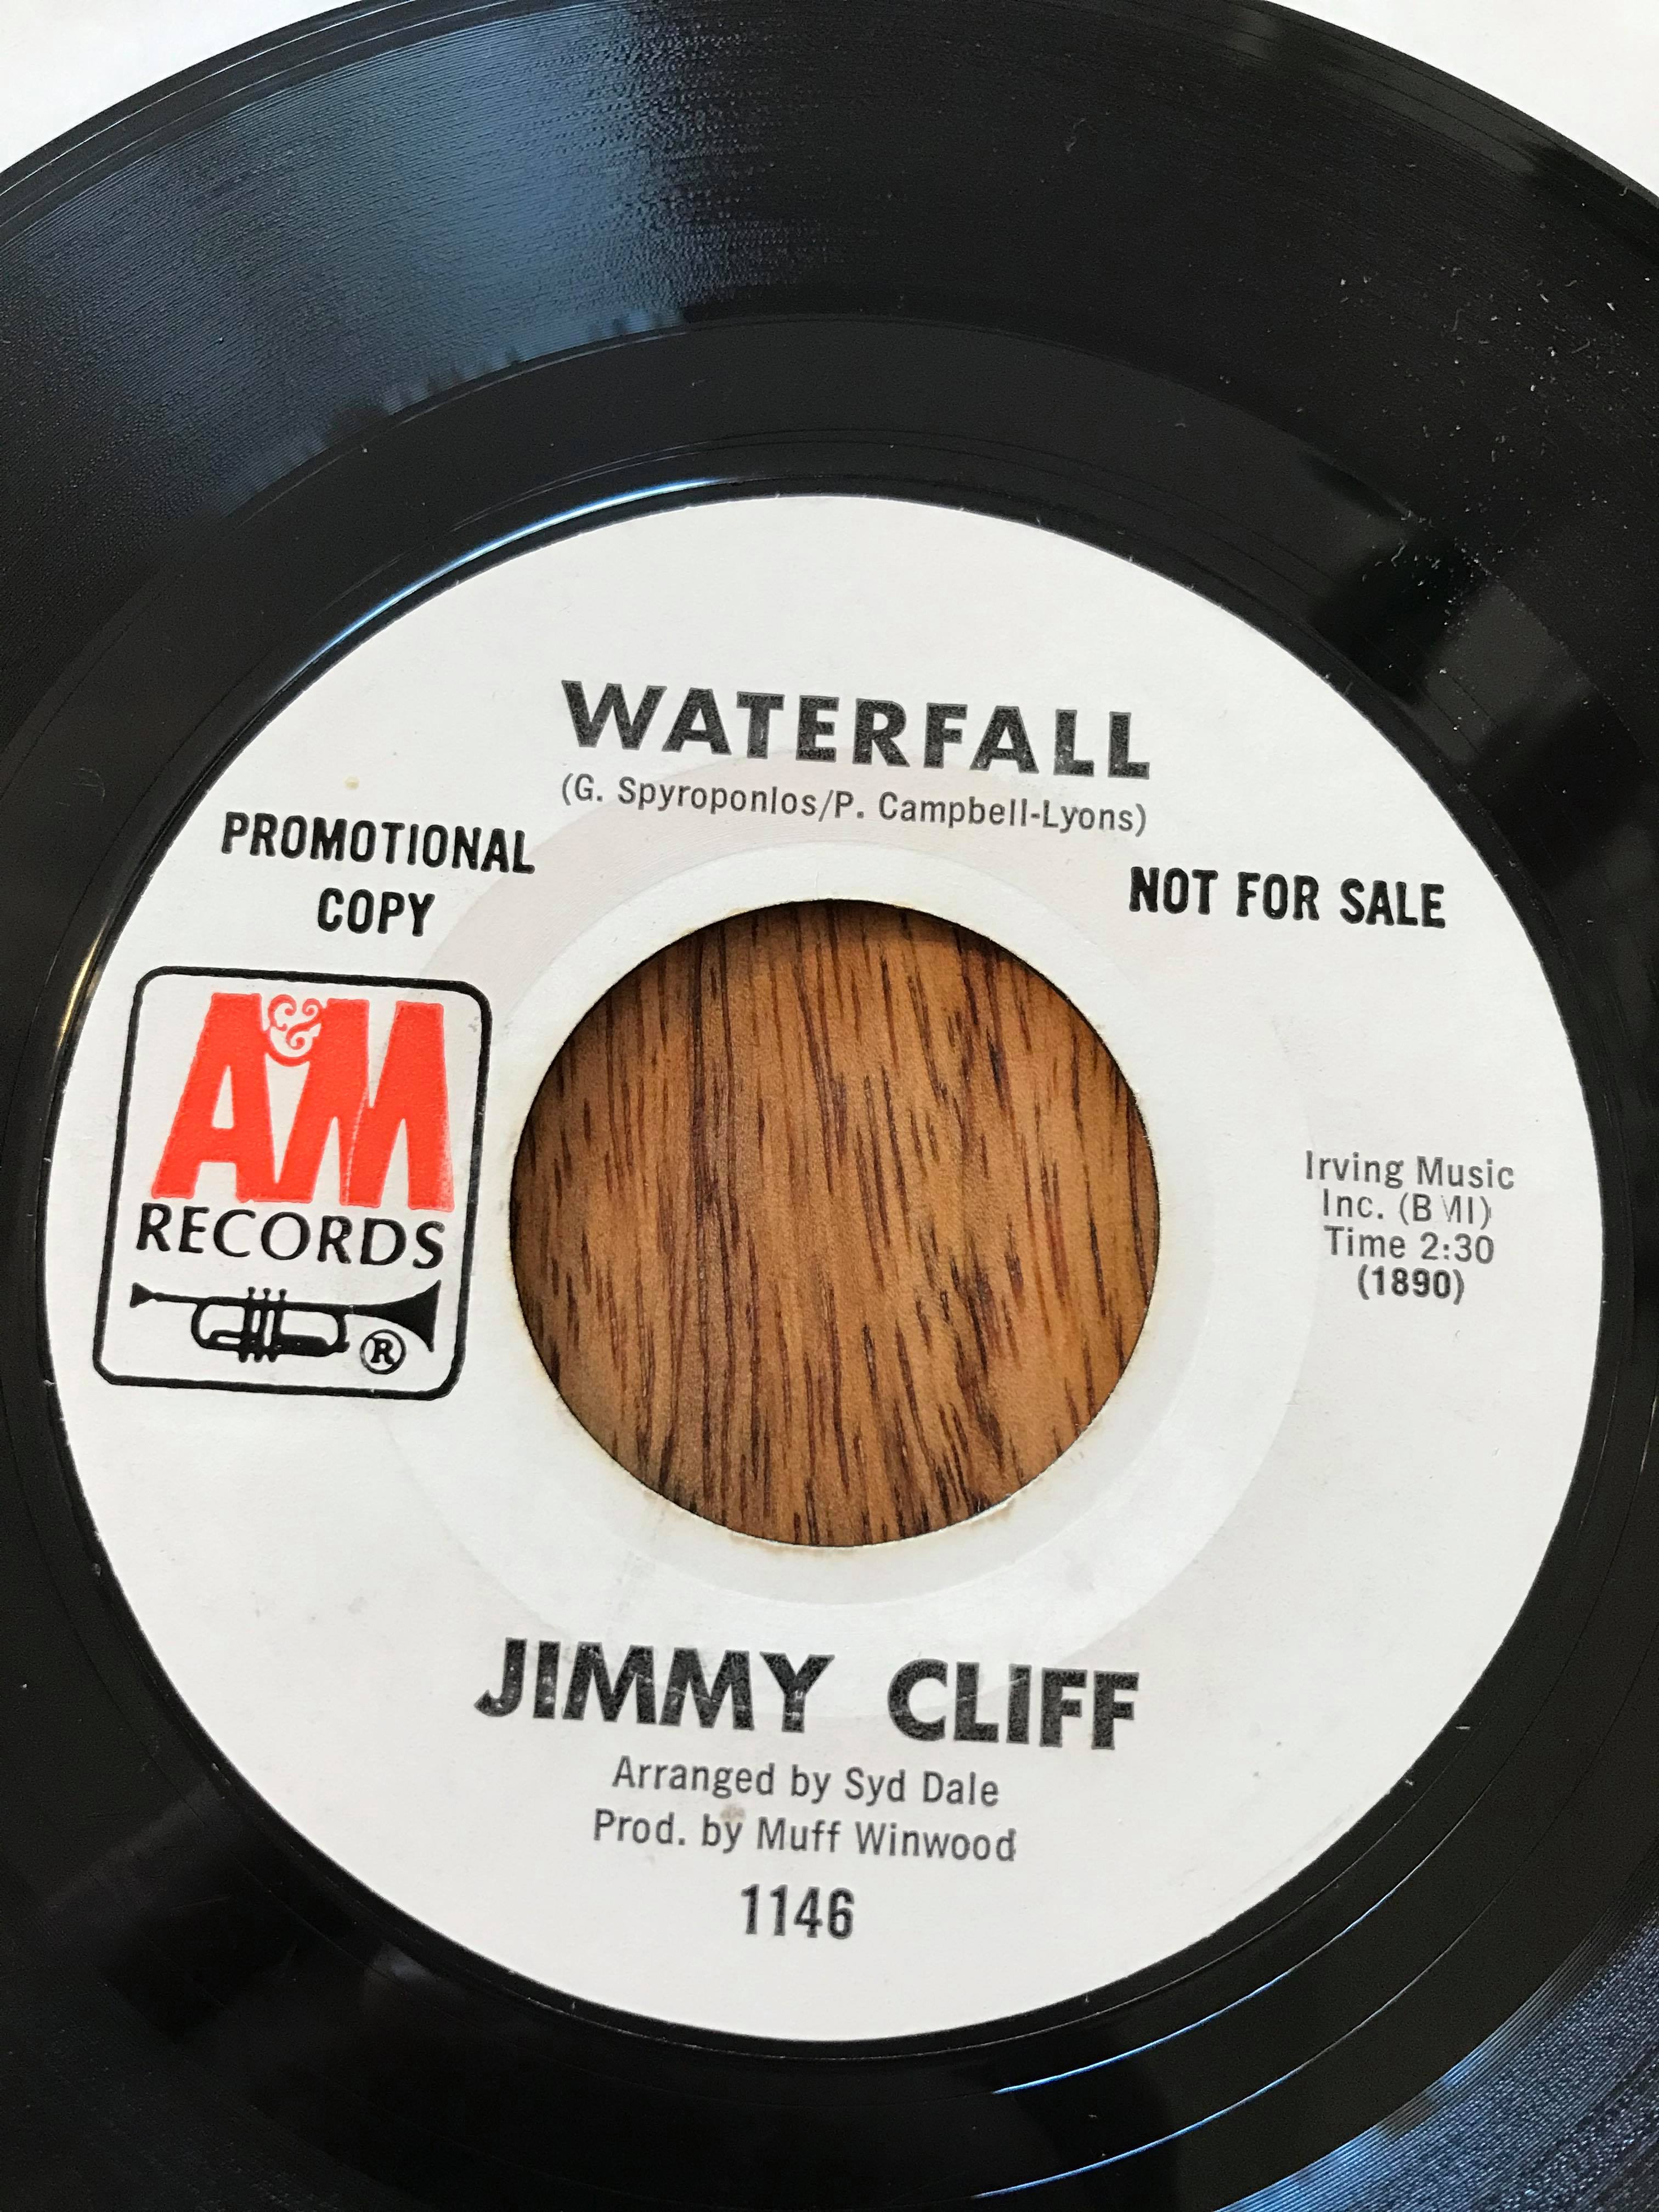 WATERFALL
(G. Spyroponlos/P. Campbell-Lyons)
PROMOTIONAL
COPY
NOT FOR SALE
A&M
RECORDS
®
Irving Music
Inc. (BMI)
Time 2:30
(1890)
JIMMY CLIFF
Arranged by Syd Dale
Prod. by Muff Winwood
1146